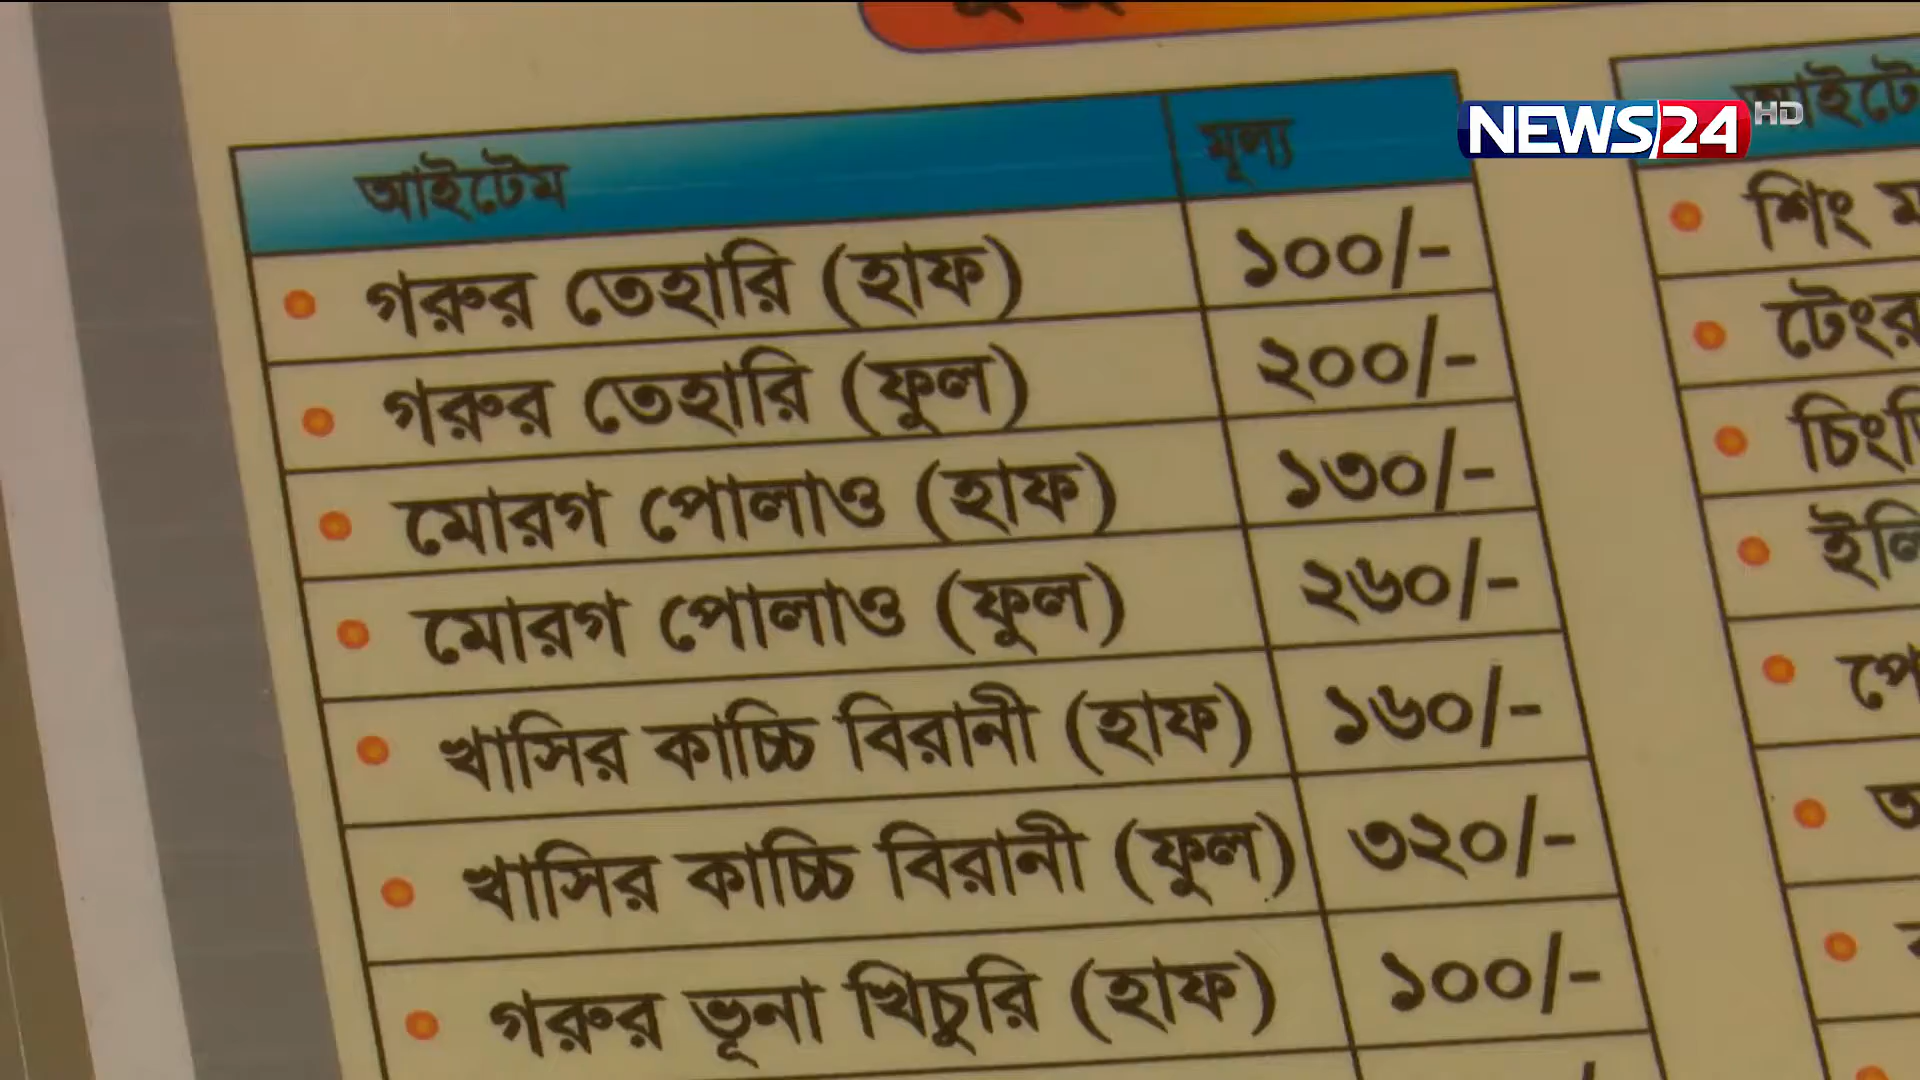 NEWS24 HD
আইটেম মূল্য
গরুর তেহারি (হাফ) ১০০/-
গরুর তেহারি (ফুল) ২০০/-
মোরগ পোলাও (হাফ) ১৩০/-
মোরগ পোলাও (ফুল) ২৬০/-
খাসির কাচ্চি বিরানী (হাফ) ১৬০/-
খাসির কাচ্চি বিরানী (ফুল) ৩২০/-
গরুর ভূনা খিচুরি (হাফ) ১০০/-
শিং